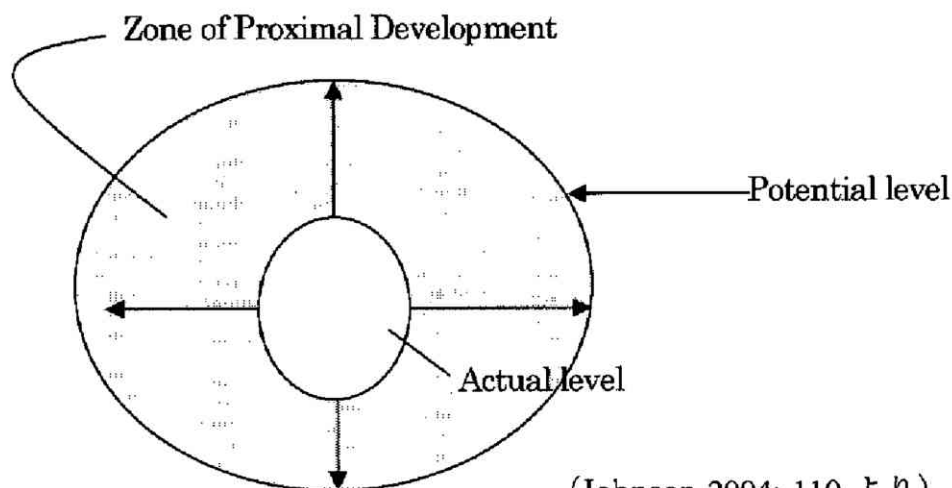 Zone of Proximal Development
Potential level
Actual level
(Johnson 2004: 110 より)